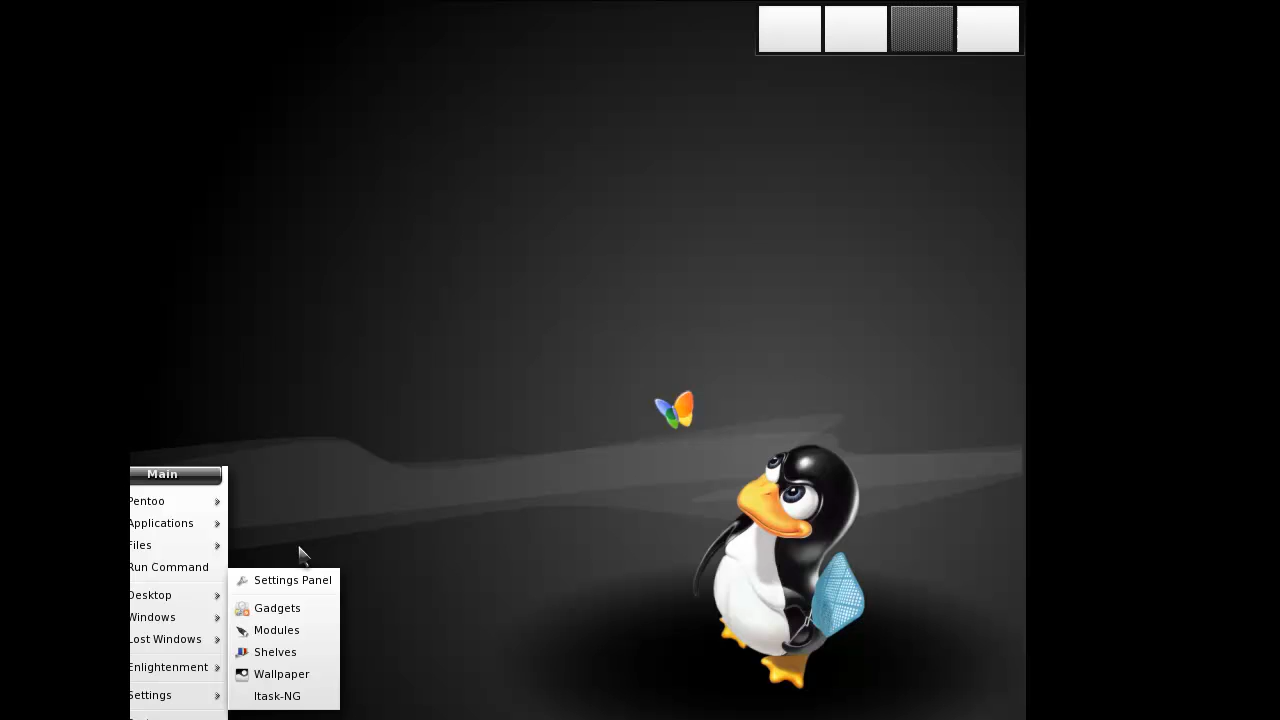 Main
Pentoo
Applications
Files
Run Command
Desktop
Windows
Lost Windows
Enlightenment
Settings
Settings Panel
Gadgets
Modules
Shelves
Wallpaper
Itask-NG